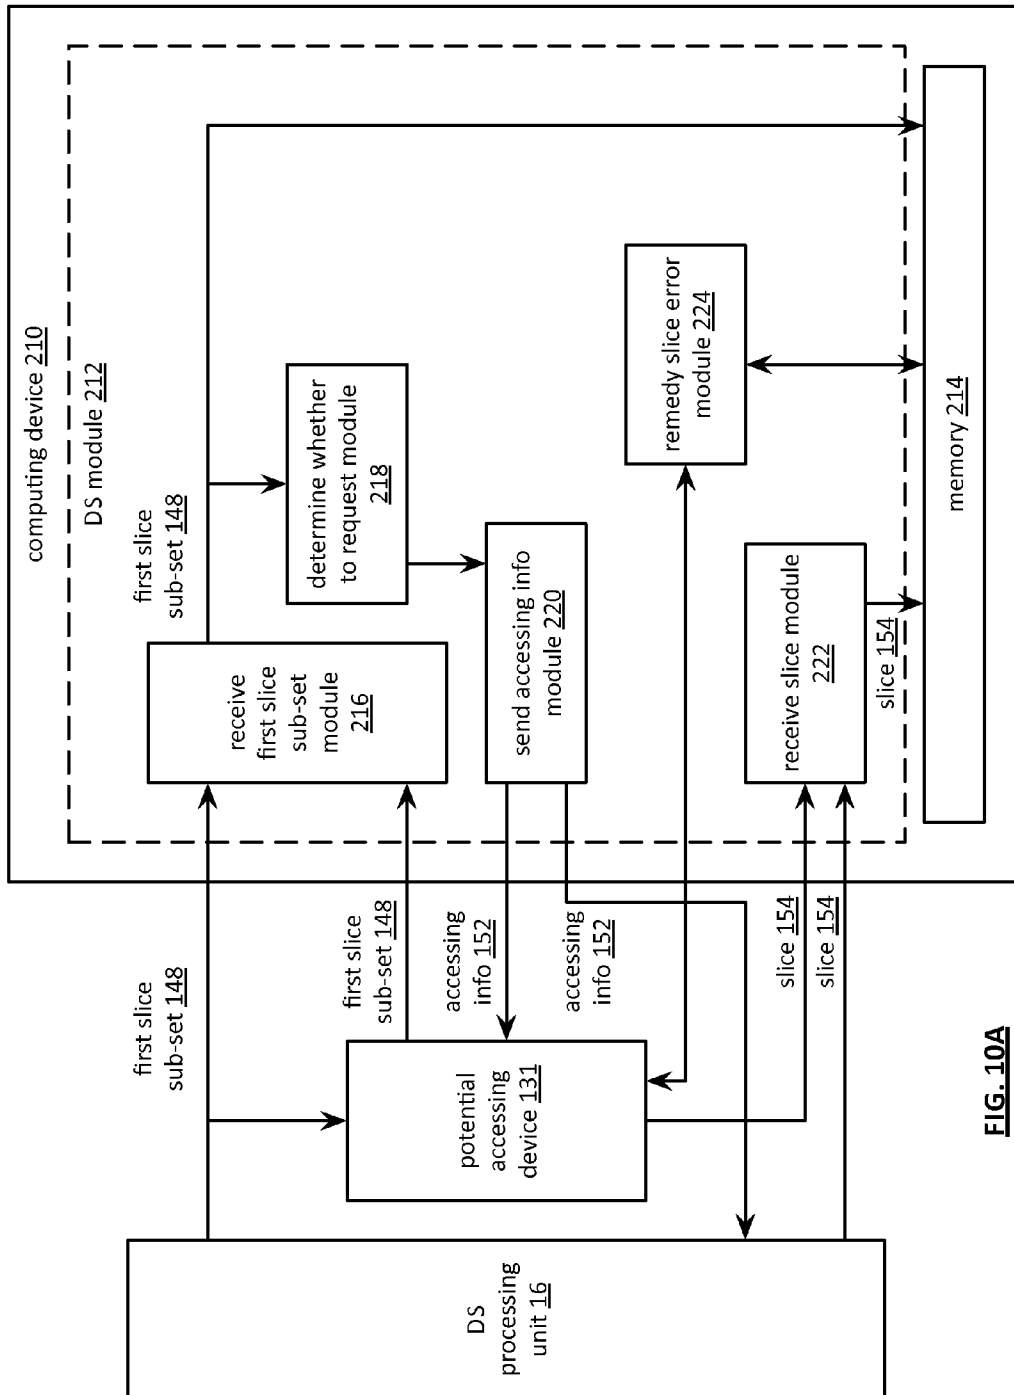 computing device 210
DS module 212
first slice
sub-set 148
first slice
sub-set 148
receive
first slice
sub-set
module
216
determine whether
to request module
218
first slice
sub-set 148
accessing
info 152
accessing
info 152
send accessing info
module 220
potential
accessing
device 131
DS
processing
unit 16
remedy slice error
module 224
slice 154
slice 154
receive slice module
222
slice 154
memory 214
FIG. 10A